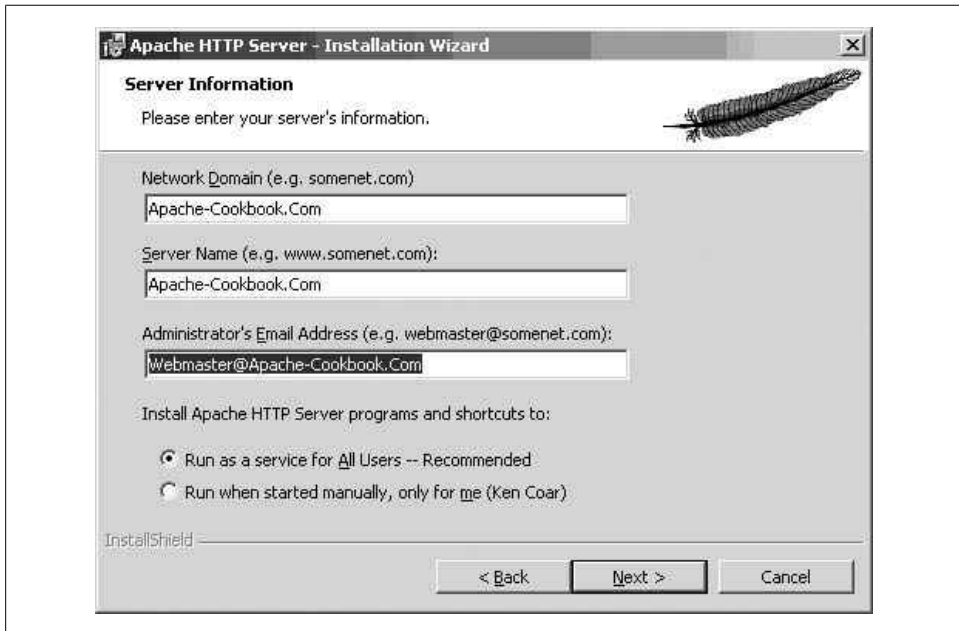 Apache HTTP Server - Installation Wizard
Server Information
Please enter your server's information.
Network Domain (e.g. somenet.com)
Apache-Cookbook.Com
Server Name (e.g. www.somenet.com):
Apache-Cookbook.Com
Administrator's Email Address (e.g. webmaster@somenet.com):
Webmaster@Apache-Cookbook.Com
Install Apache HTTP Server programs and shortcuts to:
Run as a service for All Users -- Recommended
Run when started manually, only for me (Ken Coar)
InstallShield
< Back
Next >
Cancel